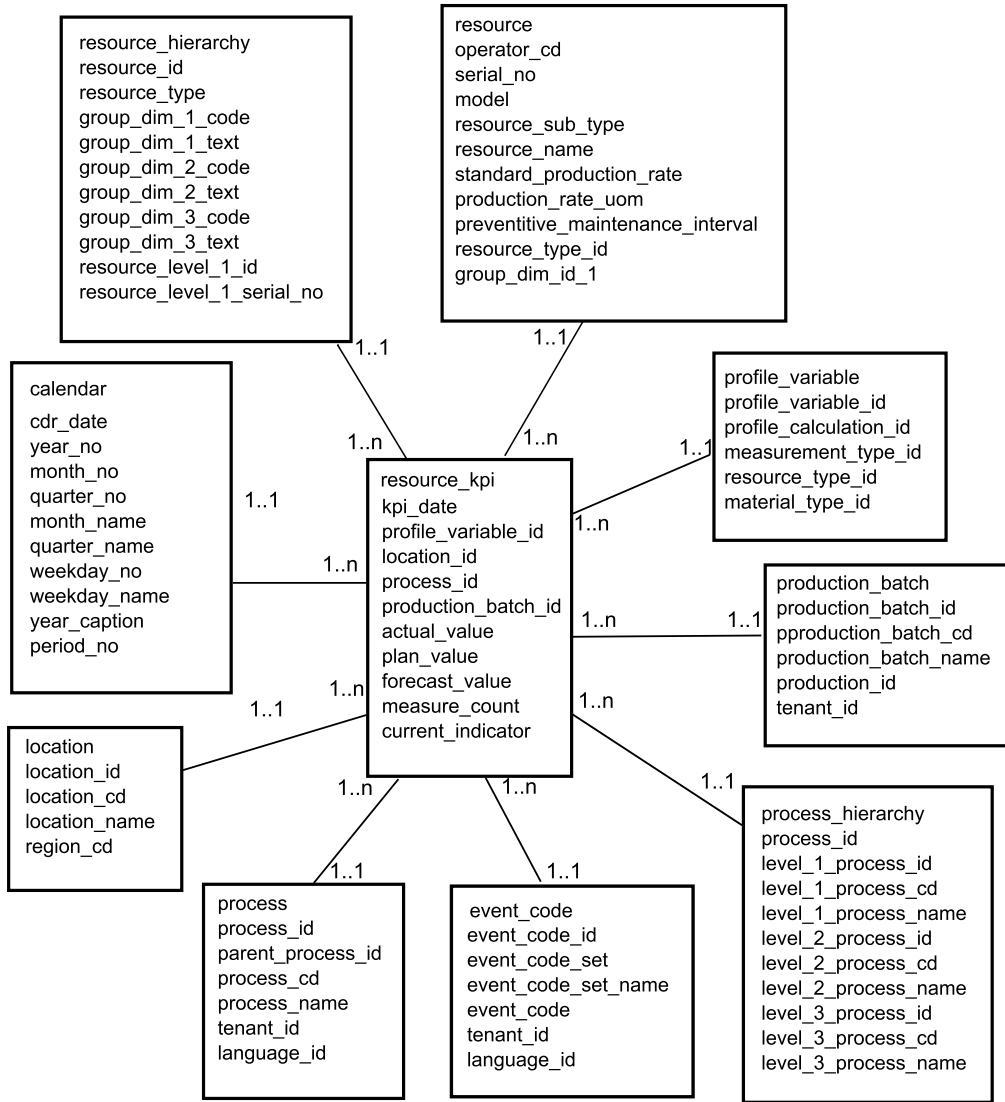 resource_hierarchy
resource_id
resource_type
group_dim_1_code
group_dim_1_text
group_dim_2_code
group_dim_2_text
group_dim_3_code
group_dim_3_text
resource_level_1_id
resource_level_1_serial_no
1..1
1..n
resource
operator_cd
serial_no
model
resource_sub_type
resource_name
standard_production_rate
production_rate_uom
preventitive_maintenance_interval
resource_type_id
group_dim_id_1
1..1
1..n
calendar
cdr_date
year_no
month_no
quarter_no
month_name
quarter_name
weekday_no
weekday_name
year_caption
period_no
1..1
1..n
resource_kpi
kpi_date
profile_variable_id
location_id
process_id
production_batch_id
actual_value
plan_value
forecast_value
measure_count
current_indicator
profile_variable
profile_variable_id
profile_calculation_id
measurement_type_id
resource_type_id
material_type_id
1..1
1..n
production_batch
production_batch_id
pproduction_batch_cd
production_batch_name
production_id
tenant_id
1..n
1..1
location
location_id
location_cd
location_name
region_cd
1..1
1..n
process
process_id
parent_process_id
process_cd
process_name
tenant_id
language_id
1..n
1..1
event_code
event_code_id
event_code_set
event_code_set_name
event_code
tenant_id
language_id
1..n
1..1
process_hierarchy
process_id
level_1_process_id
level_1_process_cd
level_1_process_name
level_2_process_id
level_2_process_cd
level_2_process_name
level_3_process_id
level_3_process_cd
level_3_process_name
1..n
1..1